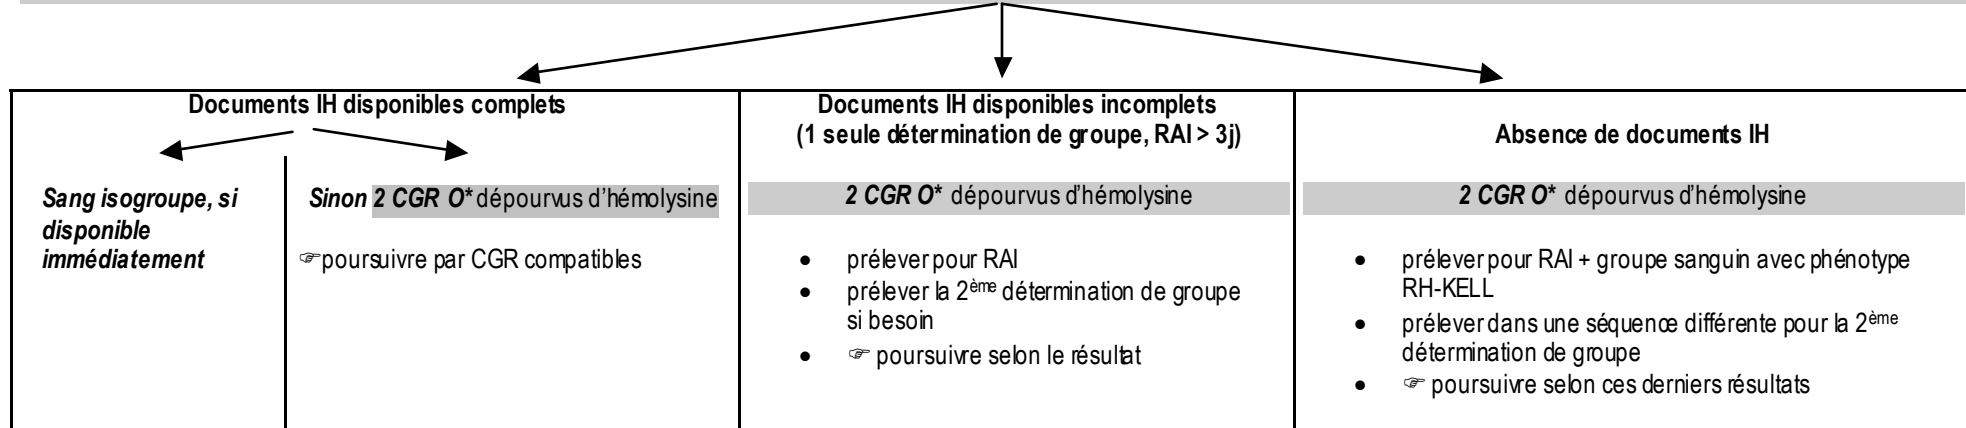 Documents IH disponibles complets
Sang isogroupe, si
disponible
immédiatement
Sinon 2 CGR O* dépourvus d'hémolysine
☞poursuivre par CGR compatibles
Documents IH disponibles incomplets
(1 seule détermination de groupe, RAI > 3j)
2 CGR O* dépourvus d'hémolysine
• prélever pour RAI
• prélever la 2ème détermination de groupe
si besoin
• ☞ poursuivre selon le résultat
Absence de documents IH
2 CGR O* dépourvus d'hémolysine
• prélever pour RAI + groupe sanguin avec phénotype
RH-KELL
• prélever dans une séquence différente pour la 2ème
détermination de groupe
• ☞ poursuivre selon ces derniers résultats